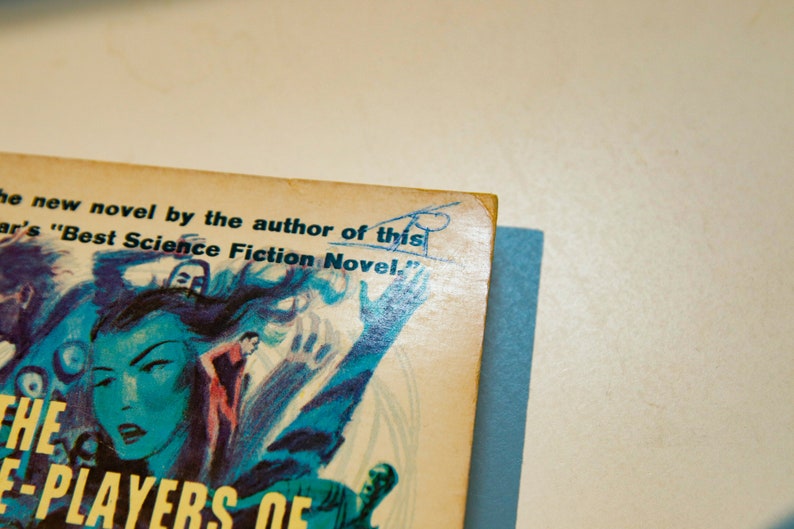 he new novel by the author of this
ar's "Best Science Fiction Novel."
THE
E-PLAYERS OF